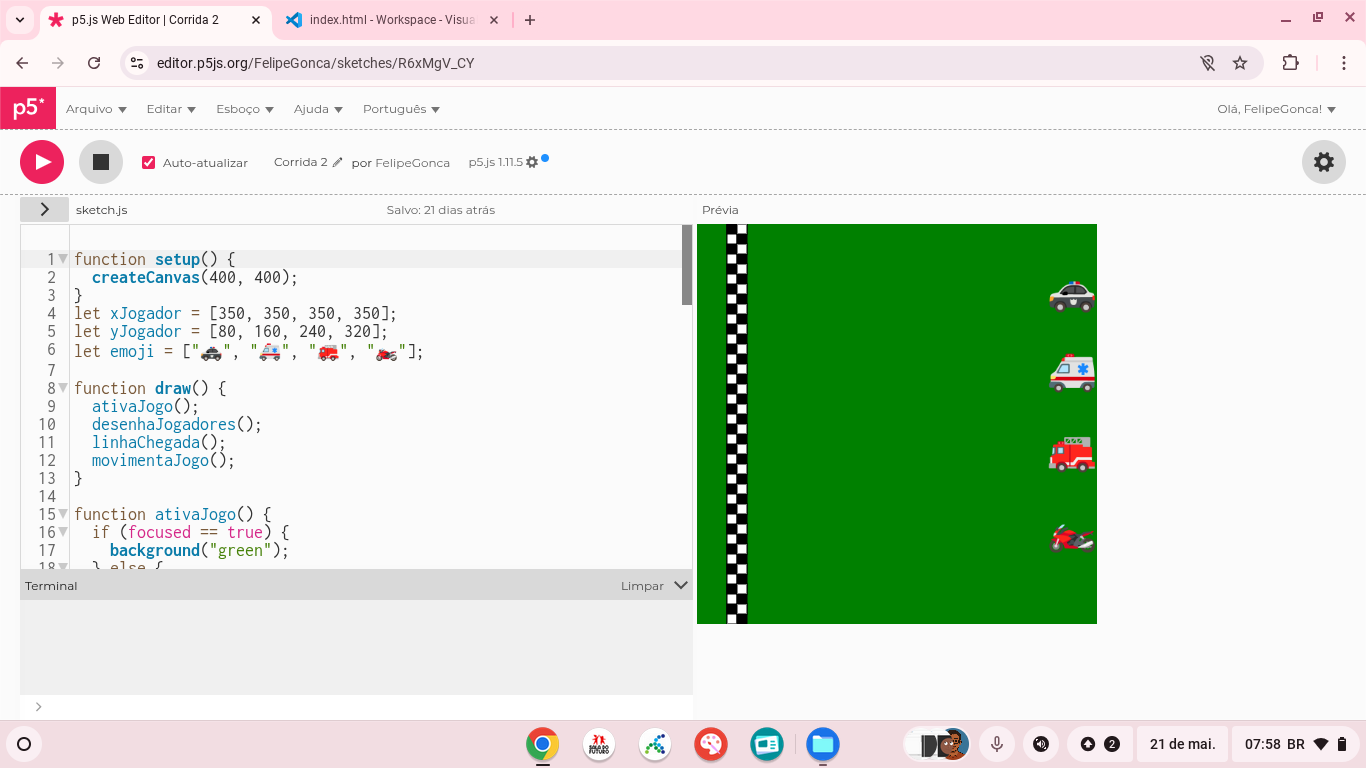 p5.js Web Editor | Corrida 2
index.html - Workspace - Visua
editor.p5js.org/FelipeGonca/sketches/R6xMgV_CY
p5*
Arquivo
Editar
Esboço
Ajuda
Português
Olá, FelipeGonca!
Auto-atualizar
Corrida 2
por FelipeGonca
p5.js 1.11.5
sketch.js
Salvo: 21 dias atrás
Prévia
1 function setup() {
2 createCanvas(400, 400);
3 }
4 let xJogador = [350, 350, 350, 350];
5 let yJogador = [80, 160, 240, 320];
6 let emoji = ["🚓", "🚑", "🚒", "🏍️"];
7
8 function draw() {
9 ativaJogo();
10 desenhaJogadores();
11 linhaChegada();
12 movimentaJogo();
13 }
14
15 function ativaJogo() {
16 if (focused == true) {
17 background("green");
18 } else {
Terminal
Limpar
>
SALA DO FUTURO
2
21 de mai.
07:58 BR